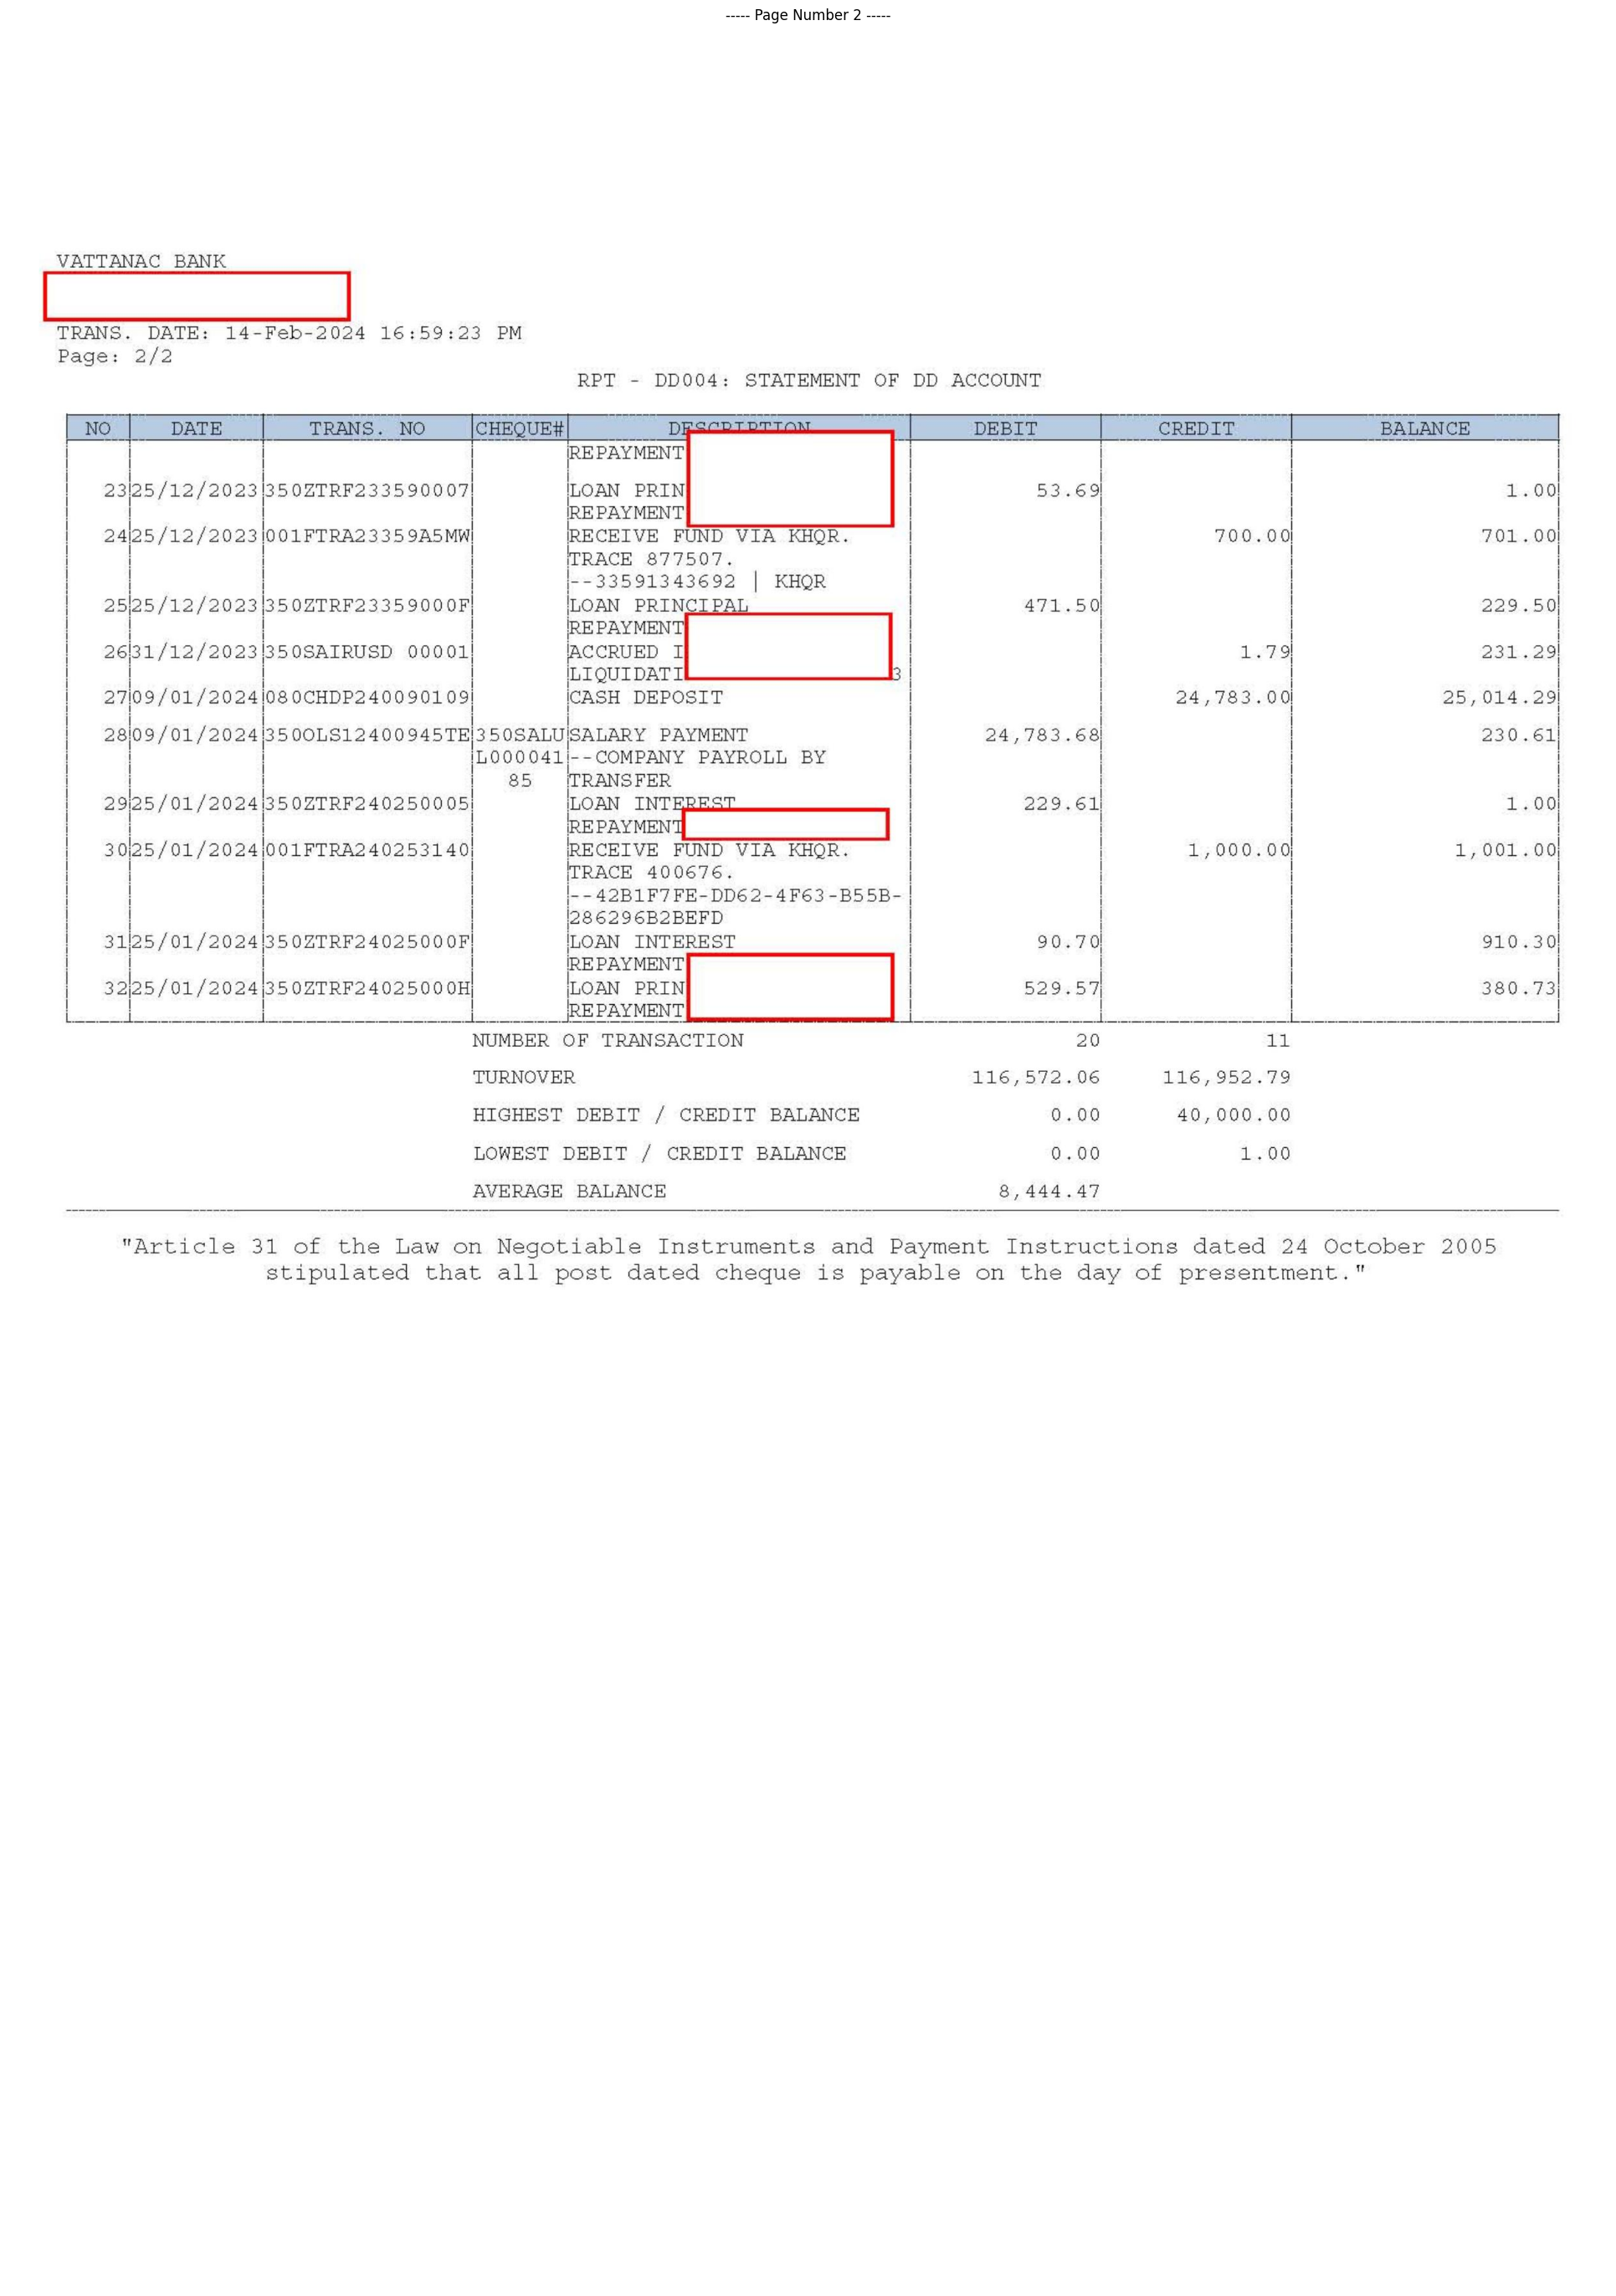 ----- Page Number 2 -----
VATTANAC BANK
TRANS. DATE: 14-Feb-2024 16:59:23 PM
Page: 2/2
RPT - DD004: STATEMENT OF DD ACCOUNT
NO DATE TRANS. NO CHEQUE# DESCRIPTION DEBIT CREDIT BALANCE
REPAYMENT
23 25/12/2023 350ZTRF233590007 LOAN PRIN 53.69 1.00
REPAYMENT
24 25/12/2023 001FTRA23359A5MW RECEIVE FUND VIA KHQR. 700.00 701.00
TRACE 877507.
--33591343692 | KHQR
25 25/12/2023 350ZTRF23359000F LOAN PRINCIPAL 471.50 229.50
REPAYMENT
26 31/12/2023 350SAIRUSD 00001 ACCRUED I 1.79 231.29
LIQUIDATI 3
27 09/01/2024 080CHDP240090109 CASH DEPOSIT 24,783.00 25,014.29
28 09/01/2024 350OLS12400945TE 350SALU SALARY PAYMENT 24,783.68 230.61
L000041 --COMPANY PAYROLL BY
85 TRANSFER
29 25/01/2024 350ZTRF240250005 LOAN INTEREST 229.61 1.00
REPAYMENT
30 25/01/2024 001FTRA240253140 RECEIVE FUND VIA KHQR. 1,000.00 1,001.00
TRACE 400676.
--42B1F7FE-DD62-4F63-B55B-
286296B2BEFD
31 25/01/2024 350ZTRF24025000F LOAN INTEREST 90.70 910.30
REPAYMENT
32 25/01/2024 350ZTRF24025000H LOAN PRIN 529.57 380.73
REPAYMENT
NUMBER OF TRANSACTION 20 11
TURNOVER 116,572.06 116,952.79
HIGHEST DEBIT / CREDIT BALANCE 0.00 40,000.00
LOWEST DEBIT / CREDIT BALANCE 0.00 1.00
AVERAGE BALANCE 8,444.47
"Article 31 of the Law on Negotiable Instruments and Payment Instructions dated 24 October 2005
stipulated that all post dated cheque is payable on the day of presentment."